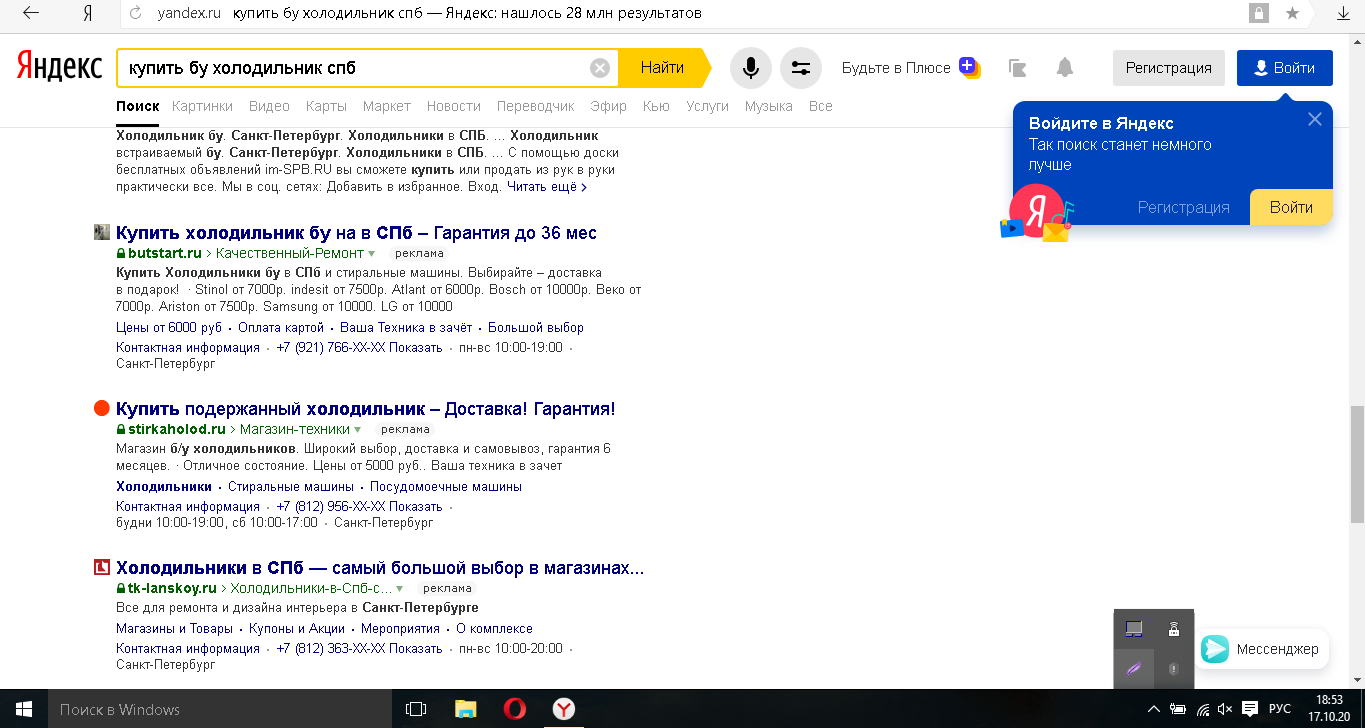 Я
yandex.ru купить бу холодильник спб — Яндекс: нашлось 28 млн результатов
Яндекс
купить бу холодильник спб
Найти
Будьте в Плюсе
Регистрация
Войти
Поиск Картинки Видео Карты Маркет Новости Переводчик Эфир Кью Услуги Музыка Все
Войдите в Яндекс
Так поиск станет немного
лучше
Я
Регистрация
Войти
Холодильник бу. Санкт-Петербург. Холодильники в СПБ. ... Холодильник
встраиваемый бу. Санкт-Петербург. Холодильники в СПБ. ... С помощью доски
бесплатных объявлений im-SPB.RU вы сможете купить или продать из рук в руки
практически все. Мы в соц. сетях: Добавить в избранное. Вход. Читать ещё >
Купить холодильник бу на в СПб – Гарантия до 36 мес
butstart.ru > Качественный-Ремонт реклама
Купить Холодильники бу в СПб и стиральные машины. Выбирайте – доставка
в подарок! · Stinol от 7000р. indesit от 7500р. Atlant от 6000р. Bosch от 10000р. Веко от
7000р. Ariston от 7500р. Samsung от 10000. LG от 10000
Цены от 6000 руб · Оплата картой · Ваша Техника в зачёт · Большой выбор
Контактная информация · +7 (921) 766-XX-XX Показать · пн-вс 10:00-19:00 ·
Санкт-Петербург
Купить подержанный холодильник – Доставка! Гарантия!
stirkaholod.ru > Магазин-техники реклама
Магазин б/у холодильников. Широкий выбор, доставка и самовывоз, гарантия 6
месяцев. · Отличное состояние. Цены от 5000 руб.. Ваша техника в зачет
Холодильники · Стиральные машины · Посудомоечные машины
Контактная информация · +7 (812) 956-XX-XX Показать ·
будни 10:00-19:00, сб 10:00-17:00 · Санкт-Петербург
Холодильники в СПб — самый большой выбор в магазинах...
tk-lanskoy.ru > Холодильники-в-Спб-с... реклама
Все для ремонта и дизайна интерьера в Санкт-Петербурге
Магазины и Товары · Купоны и Акции · Мероприятия · О комплексе
Контактная информация · +7 (812) 363-XX-XX Показать · пн-вс 10:00-20:00 ·
Санкт-Петербург
Мессенджер
Поиск в Windows
РУС
18:53
17.10.20